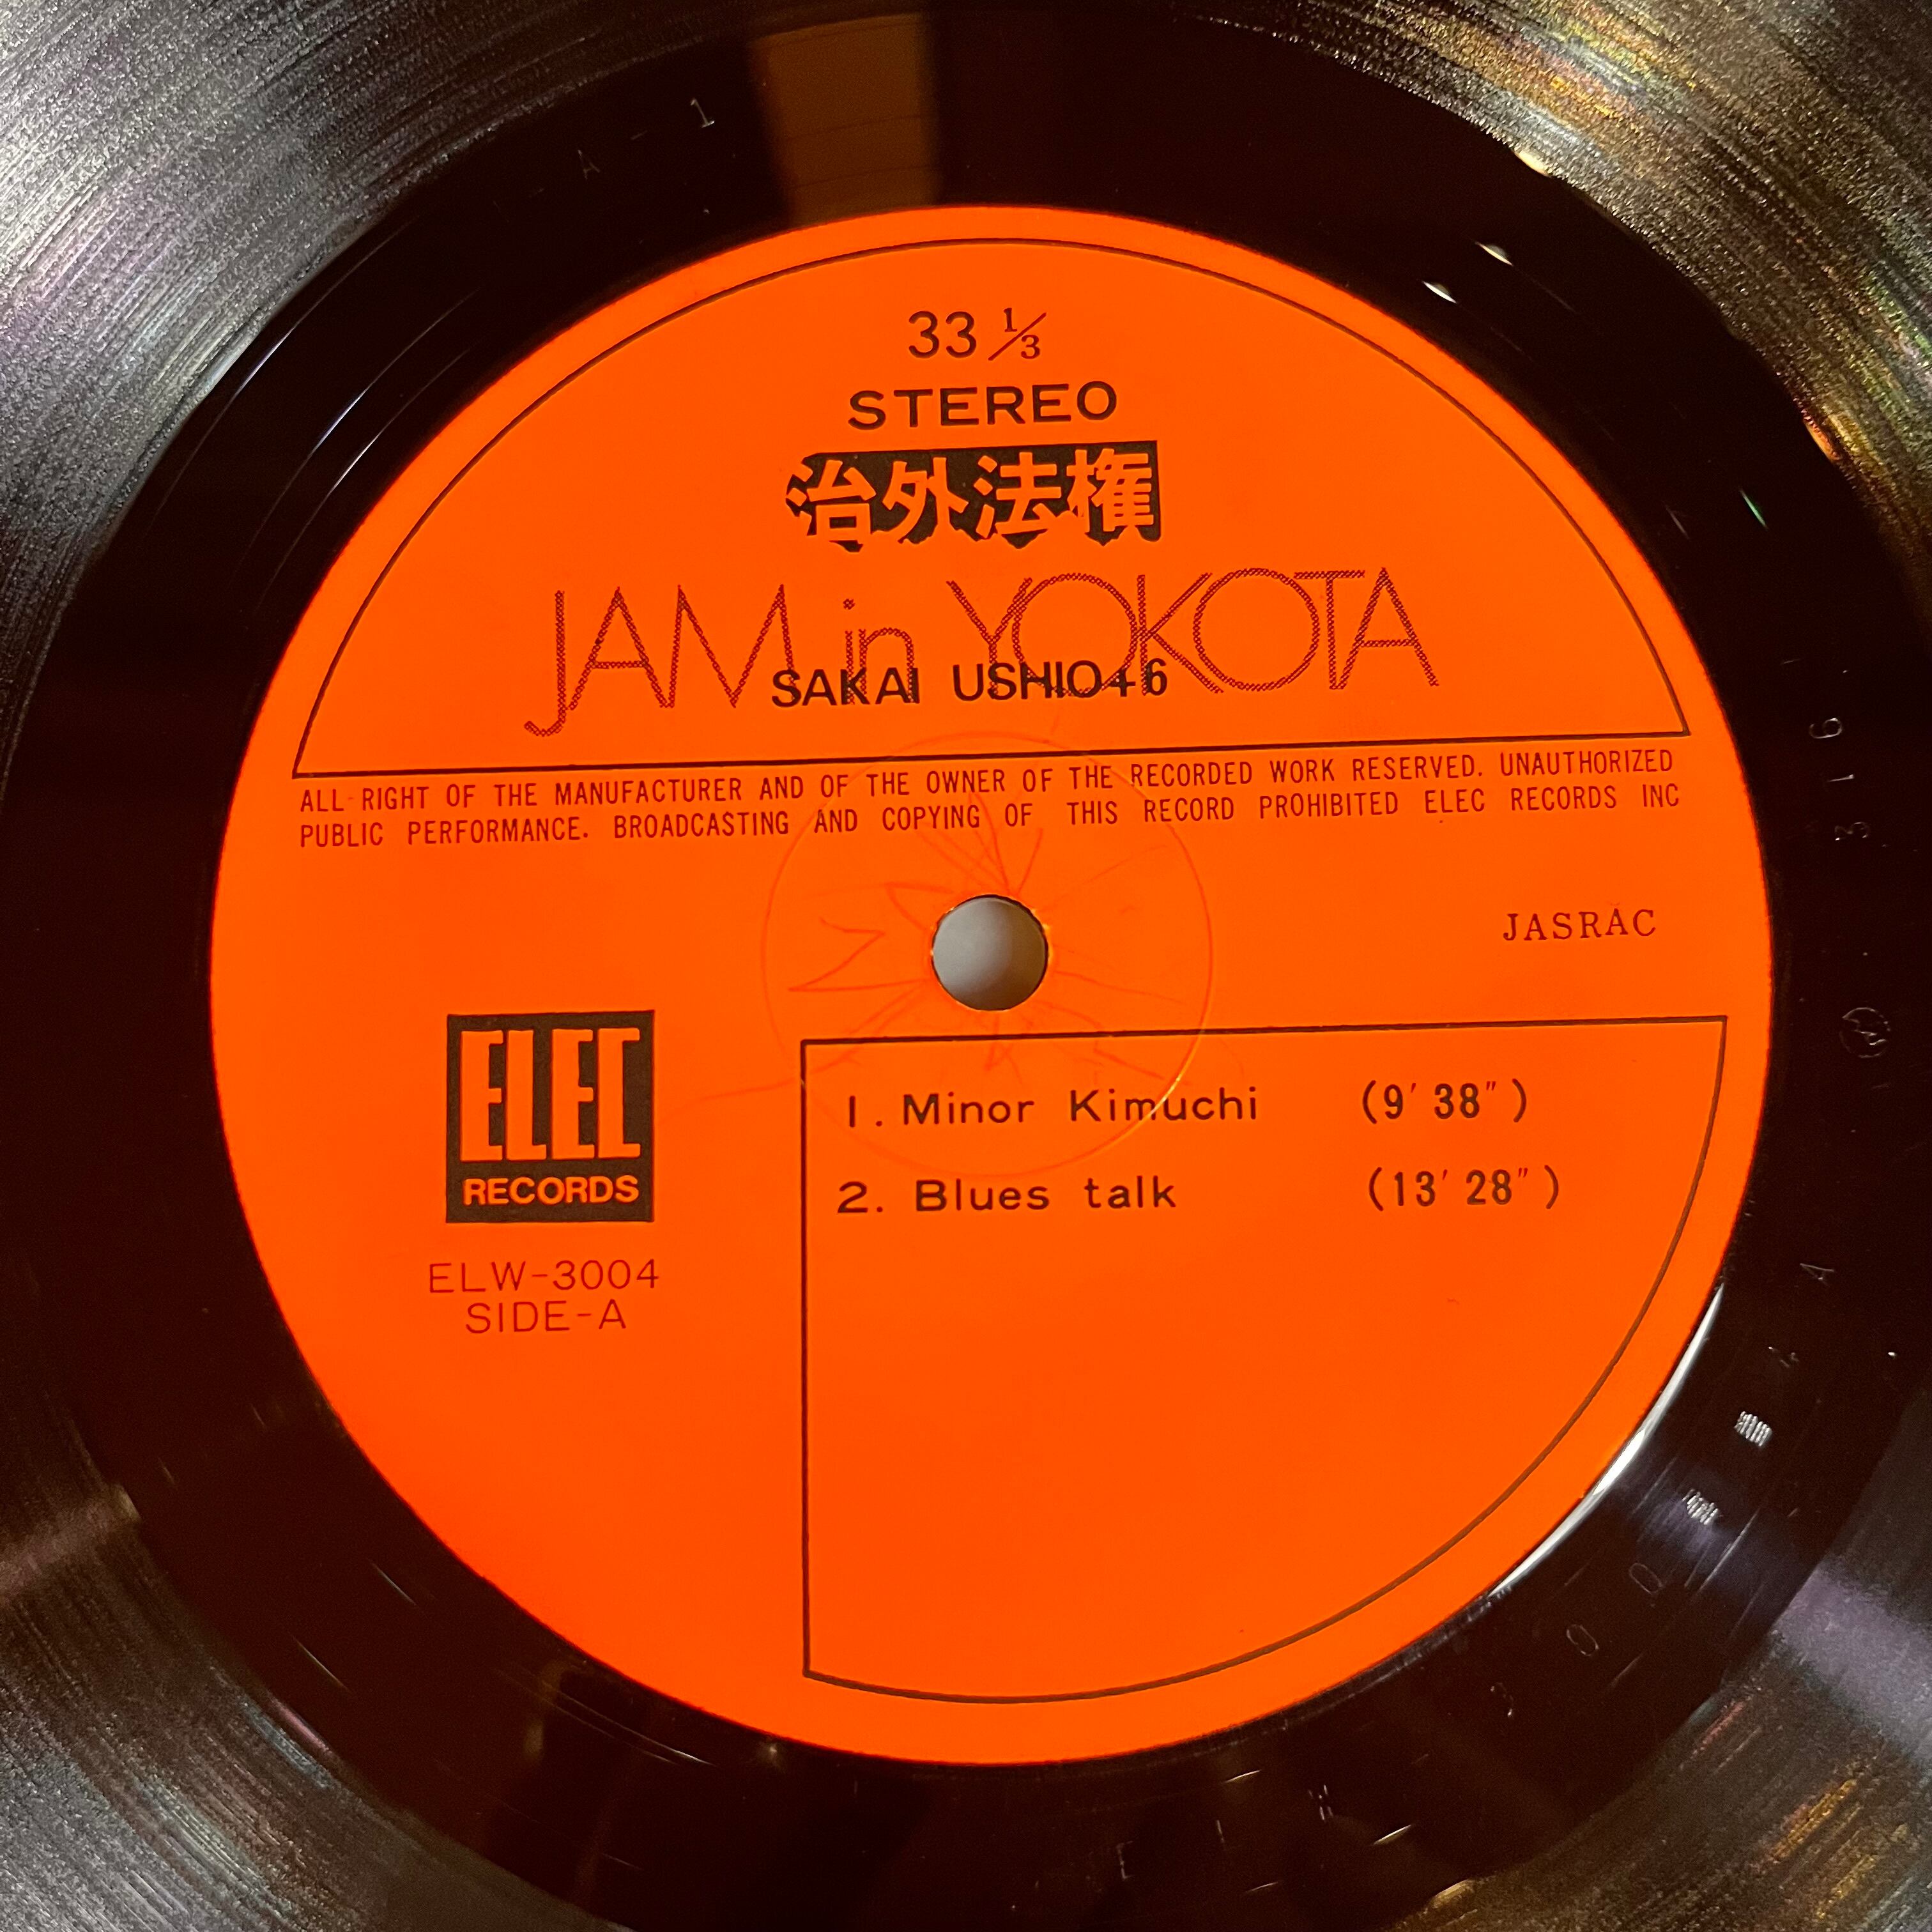 A-1
33 1/3
STEREO
治外法権
JAM in YOKOTA
SAKAI USHIO+6
ALL RIGHT OF THE MANUFACTURER AND OF THE OWNER OF THE RECORDED WORK RESERVED. UNAUTHORIZED
PUBLIC PERFORMANCE. BROADCASTING AND COPYING OF THIS RECORD PROHIBITED ELEC RECORDS INC
JASRAC
ELEC
RECORDS
ELW-3004
SIDE-A
1. Minor Kimuchi (9′ 38″)
2. Blues talk (13′ 28″)